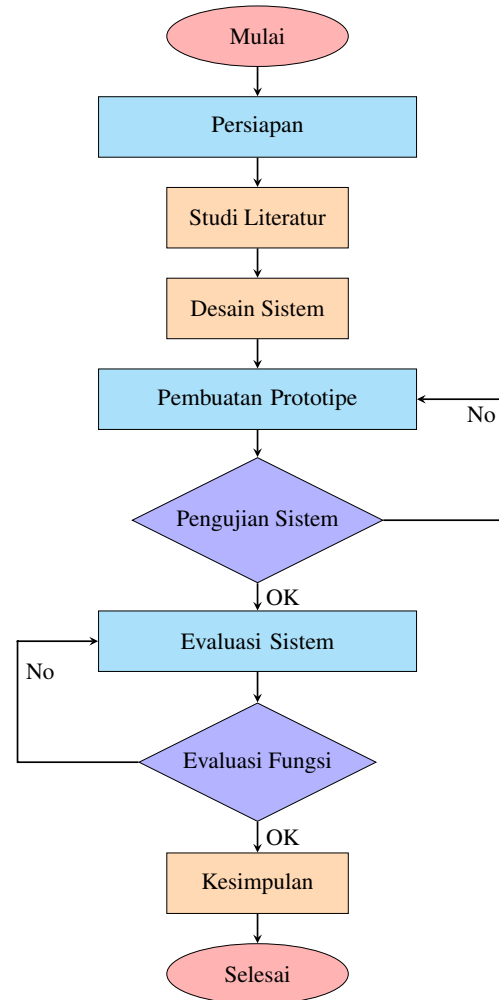 Mulai
Persiapan
Studi Literatur
Desain Sistem
Pembuatan Prototipe
No
Pengujian Sistem
OK
Evaluasi Sistem
No
Evaluasi Fungsi
OK
Kesimpulan
Selesai